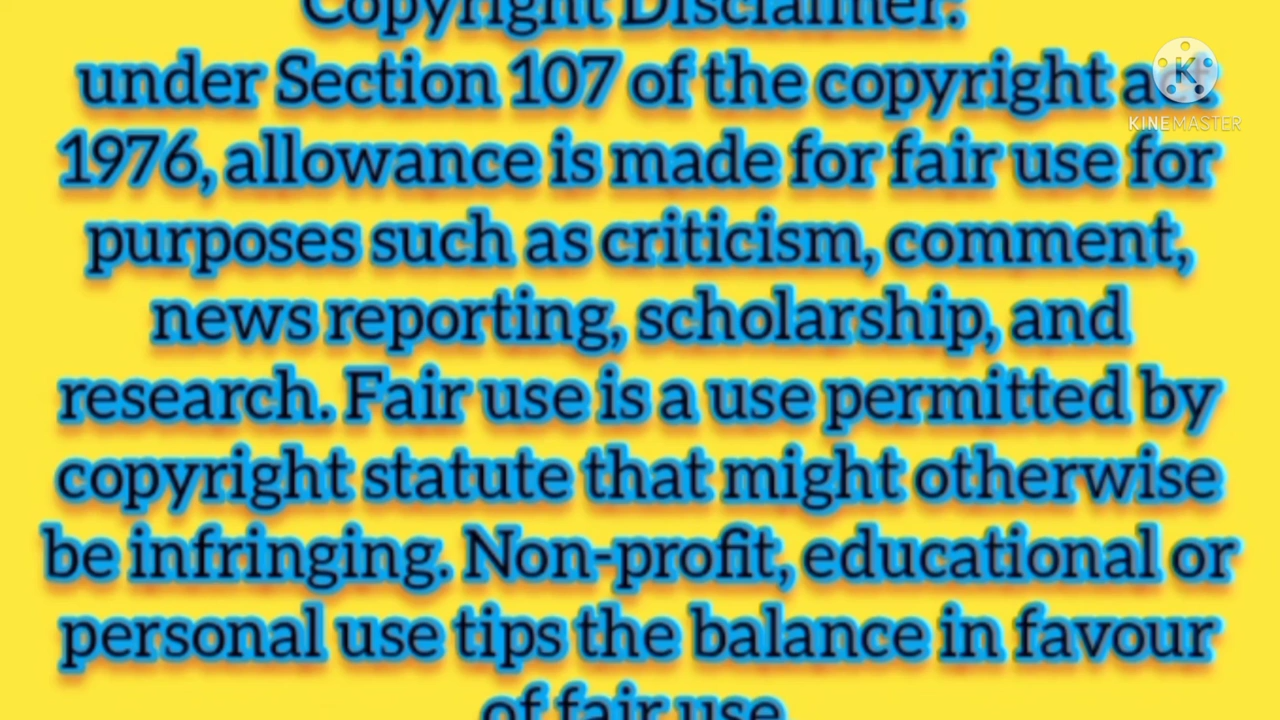 Copyright Disclaimer:
under Section 107 of the copyright act
1976, allowance is made for fair use for
purposes such as criticism, comment,
news reporting, scholarship, and
research. Fair use is a use permitted by
copyright statute that might otherwise
be infringing. Non-profit, educational or
personal use tips the balance in favour
of fair use
K
KINEMASTER